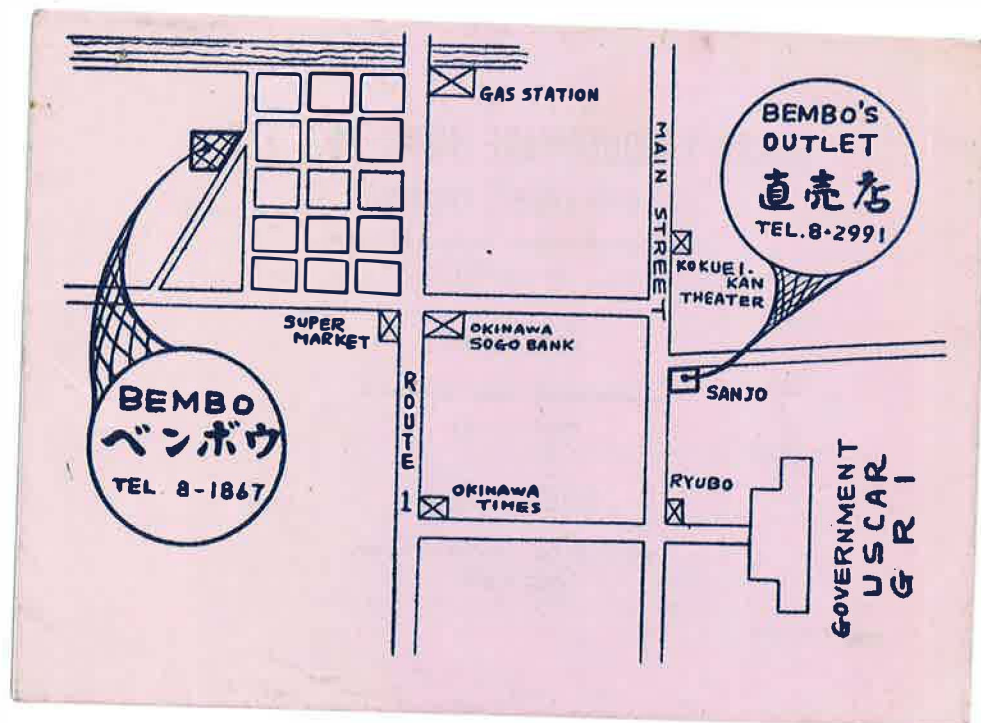 GAS STATION
MAIN STREET
BEMBO'S
OUTLET
直売店
TEL.8-2991
KOKUEI.
KAN
THEATER
SUPER
MARKET
OKINAWA
SOGO BANK
BEMBO
ベンボウ
TEL 8-1867
ROUTE 1
SANJO
OKINAWA
TIMES
RYUBO
GOVERNMENT
USCAR
GRI